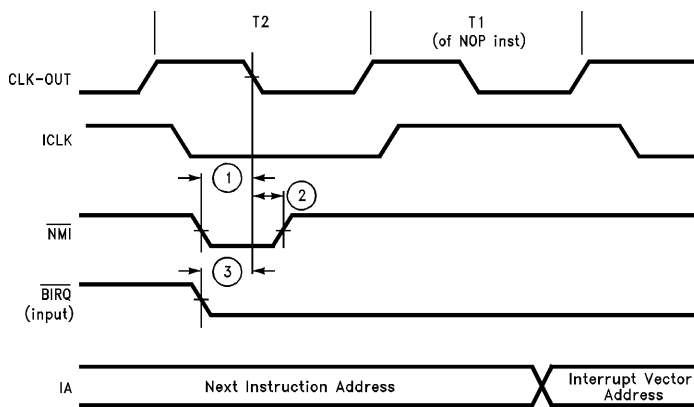 T2
T1
(of NOP inst)
CLK-OUT
ICLK
1
2
NMI
3
BIRQ
(input)
IA
Next Instruction Address
Interrupt Vector
Address